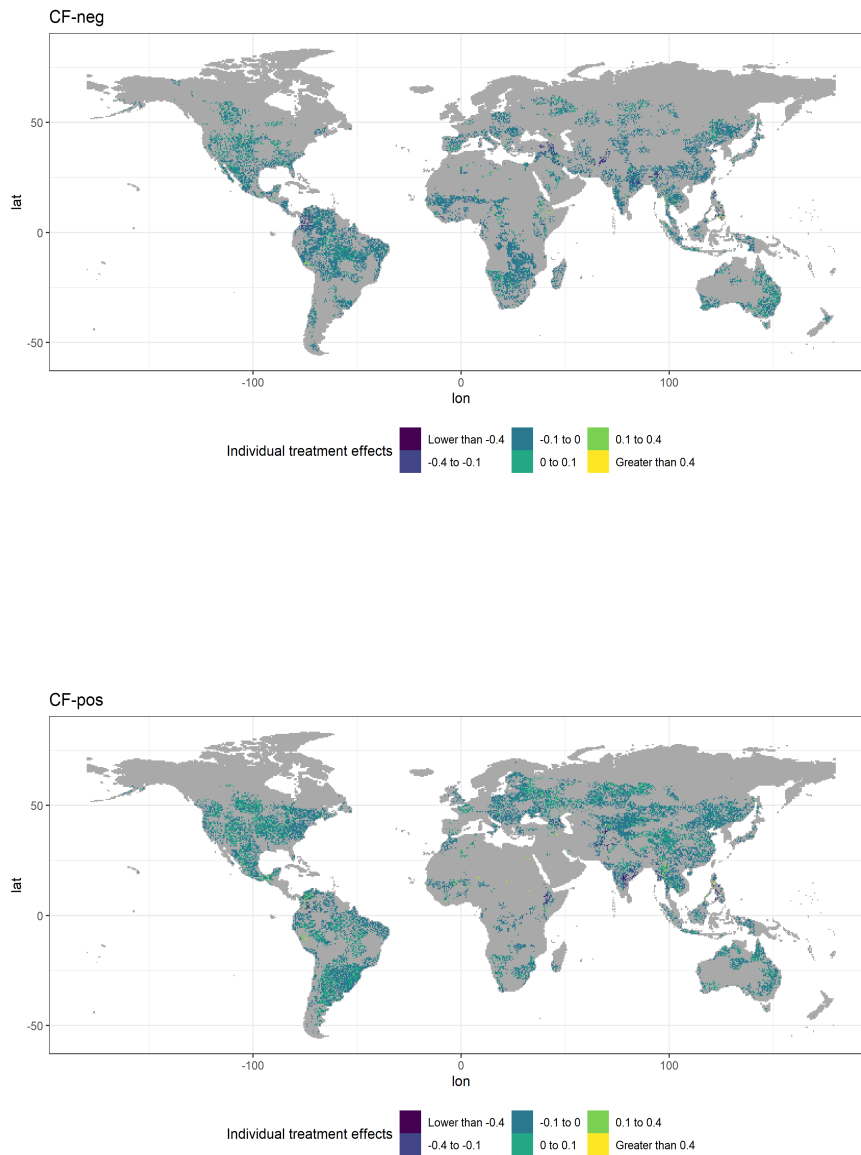 CF-neg
50
0
-50
lat
-100
0
100
lon
Individual treatment effects
Lower than -0.4
-0.1 to 0
0.1 to 0.4
-0.4 to -0.1
0 to 0.1
Greater than 0.4
CF-pos
50
0
-50
lat
-100
0
100
lon
Individual treatment effects
Lower than -0.4
-0.1 to 0
0.1 to 0.4
-0.4 to -0.1
0 to 0.1
Greater than 0.4